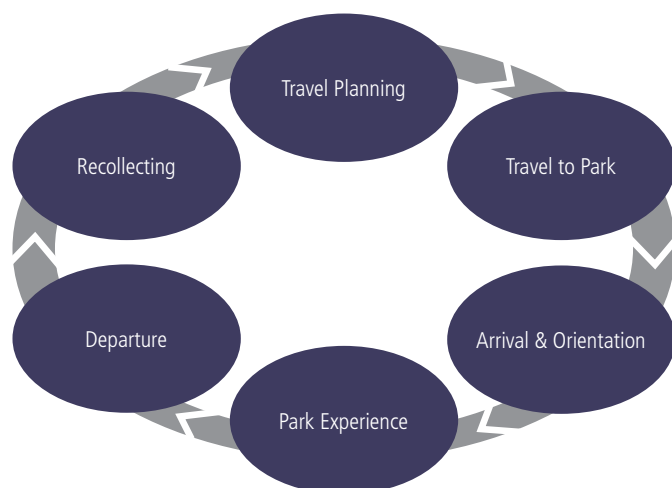 Travel Planning
Travel to Park
Arrival & Orientation
Park Experience
Departure
Recollecting